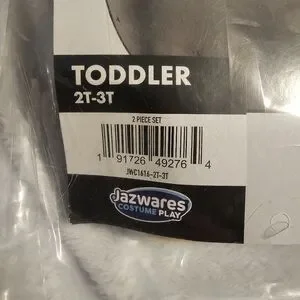 TODDLER
2T-3T
2 PIECE SET
1 91726 49276 4
JWC1616-2T-3T
Jazwares
COSTUME PLAY